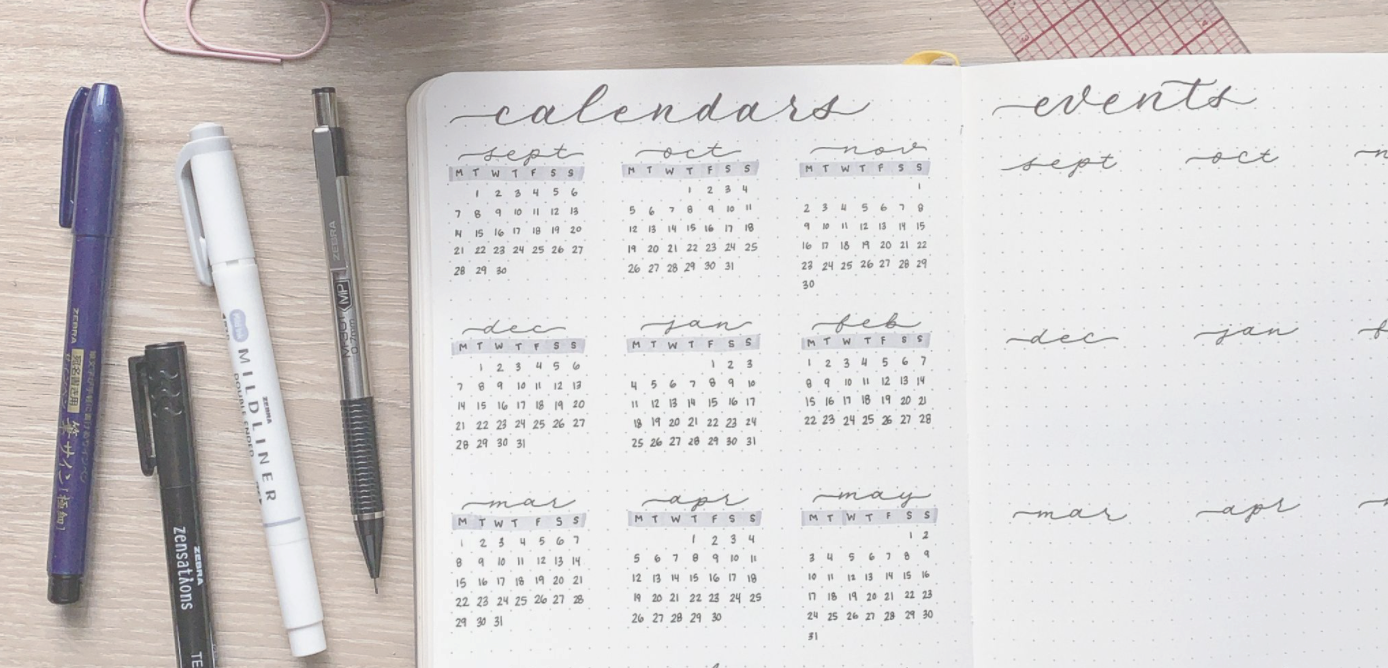 calendars
sept
M T W T F S S
1 2 3 4 5 6
7 8 9 10 11 12 13
14 15 16 17 18 19 20
21 22 23 24 25 26 27
28 29 30
oct
M T W T F S S
1 2 3 4
5 6 7 8 9 10 11
12 13 14 15 16 17 18
19 20 21 22 23 24 25
26 27 28 29 30 31
nov
M T W T F S S
1
2 3 4 5 6 7 8
9 10 11 12 13 14 15
16 17 18 19 20 21 22
23 24 25 26 27 28 29
30
dec
M T W T F S S
1 2 3 4 5 6
7 8 9 10 11 12 13
14 15 16 17 18 19 20
21 22 23 24 25 26 27
28 29 30 31
jan
M T W T F S S
1 2 3
4 5 6 7 8 9 10
11 12 13 14 15 16 17
18 19 20 21 22 23 24
25 26 27 28 29 30 31
feb
M T W T F S S
1 2 3 4 5 6 7
8 9 10 11 12 13 14
15 16 17 18 19 20 21
22 23 24 25 26 27 28
mar
M T W T F S S
1 2 3 4 5 6 7
8 9 10 11 12 13 14
15 16 17 18 19 20 21
22 23 24 25 26 27 28
29 30 31
apr
M T W T F S S
1 2 3 4
5 6 7 8 9 10 11
12 13 14 15 16 17 18
19 20 21 22 23 24 25
26 27 28 29 30
may
M T W T F S S
1 2
3 4 5 6 7 8 9
10 11 12 13 14 15 16
17 18 19 20 21 22 23
24 25 26 27 28 29 30
31
events
sept
oct
dec
jan
mar
apr
ZEBRA
筆サイン[極細]
ZEBRA
zensations
TE
ZEBRA
MILDLINER
DOUBLE ENDED
ZEBRA